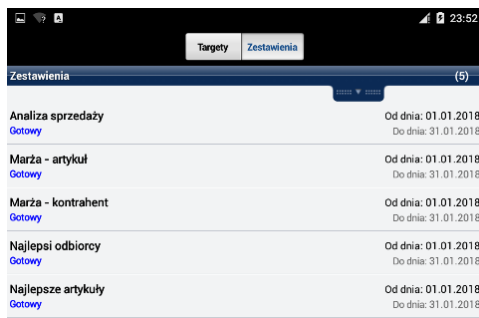 23:52
Targety Zestawienia
Zestawienia (5)
Analiza sprzedaży Od dnia: 01.01.2018
Gotowy Do dnia: 31.01.2018
Marża - artykuł Od dnia: 01.01.2018
Gotowy Do dnia: 31.01.2018
Marża - kontrahent Od dnia: 01.01.2018
Gotowy Do dnia: 31.01.2018
Najlepsi odbiorcy Od dnia: 01.01.2018
Gotowy Do dnia: 31.01.2018
Najlepsze artykuły Od dnia: 01.01.2018
Gotowy Do dnia: 31.01.2018